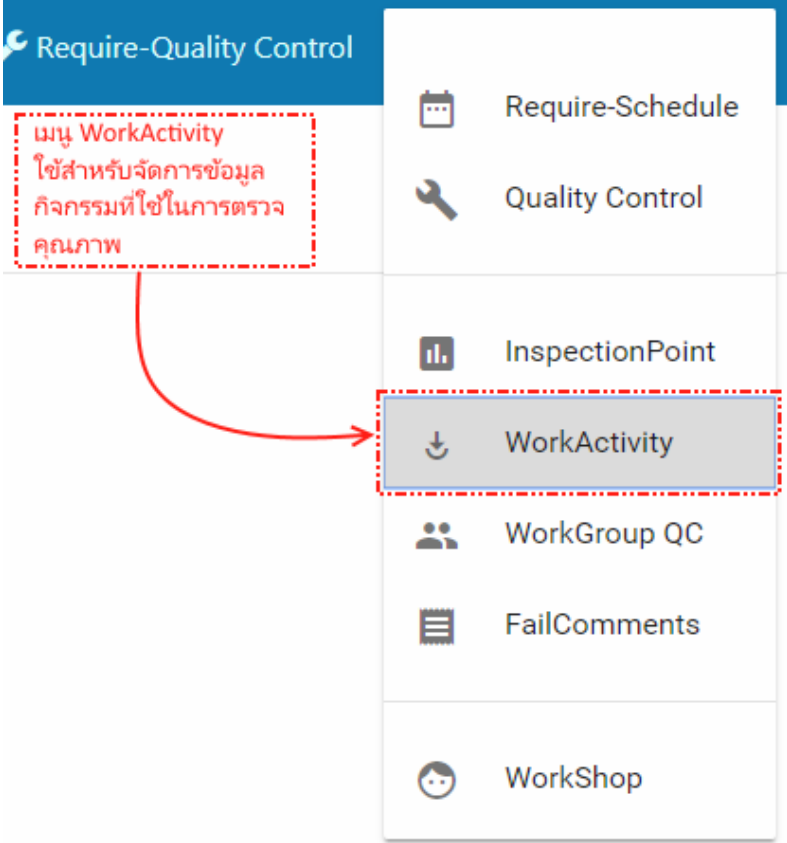 Require-Quality Control
เมนู WorkActivity
ใช้สำหรับจัดการข้อมูล
กิจกรรมที่ใช้ในการตรวจ
คุณภาพ
Require-Schedule
Quality Control
InspectionPoint
WorkActivity
WorkGroup QC
FailComments
WorkShop